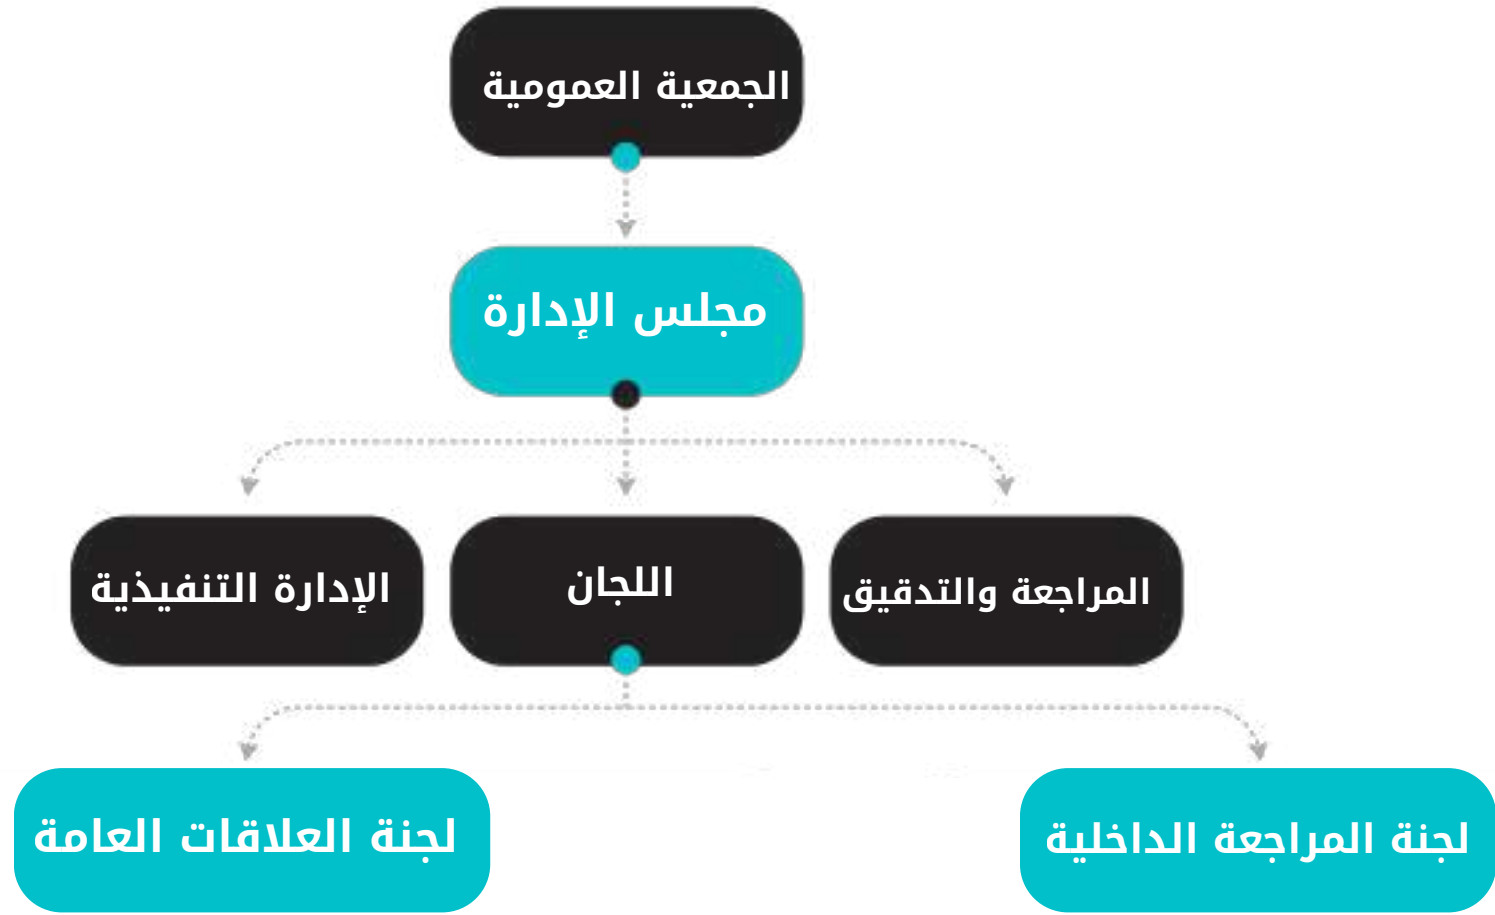 الجمعية العمومية
مجلس الإدارة
المراجعة والتدقيق
اللجان
الإدارة التنفيذية
لجنة المراجعة الداخلية
لجنة العلاقات العامة